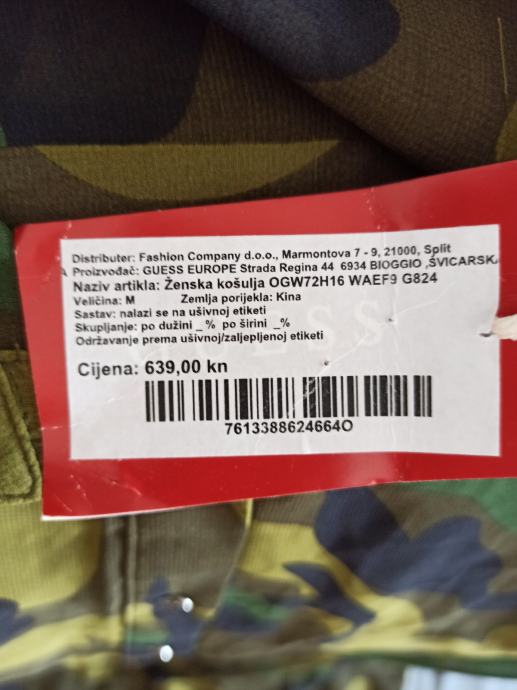 Distributer: Fashion Company d.o.o., Marmontova 7 - 9, 21000, Split
Proizvođač: GUESS EUROPE Strada Regina 44 6934 BIOGGIO ,ŠVICARSKA
Naziv artikla: Ženska košulja OGW72H16 WAEF9 G824
Veličina: M Zemlja porijekla: Kina
Sastav: nalazi se na ušivnoj etiketi
Skupljanje: po dužini _ % po širini _%
Održavanje prema ušivnoj/zaljepljenoj etiketi
GUESS
Cijena: 639,00 kn
7613388624664O